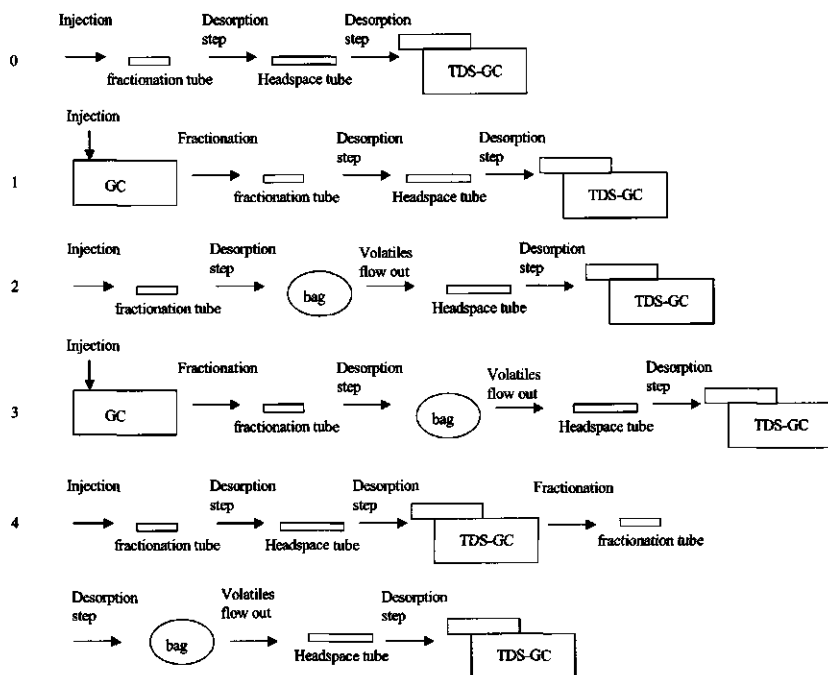 Injection
Desorption
step
Desorption
step
0
fractionation tube
Headspace tube
TDS-GC
Injection
Fractionation
Desorption
step
Desorption
step
1
GC
fractionation tube
Headspace tube
TDS-GC
Injection
Desorption
step
Volatiles
flow out
Desorption
step
2
fractionation tube
bag
Headspace tube
TDS-GC
Injection
Fractionation
Desorption
step
Volatiles
flow out
Desorption
step
3
GC
fractionation tube
bag
Headspace tube
TDS-GC
Injection
Desorption
step
Desorption
step
Fractionation
4
fractionation tube
Headspace tube
TDS-GC
fractionation tube
Desorption
step
Volatiles
flow out
Desorption
step
bag
Headspace tube
TDS-GC